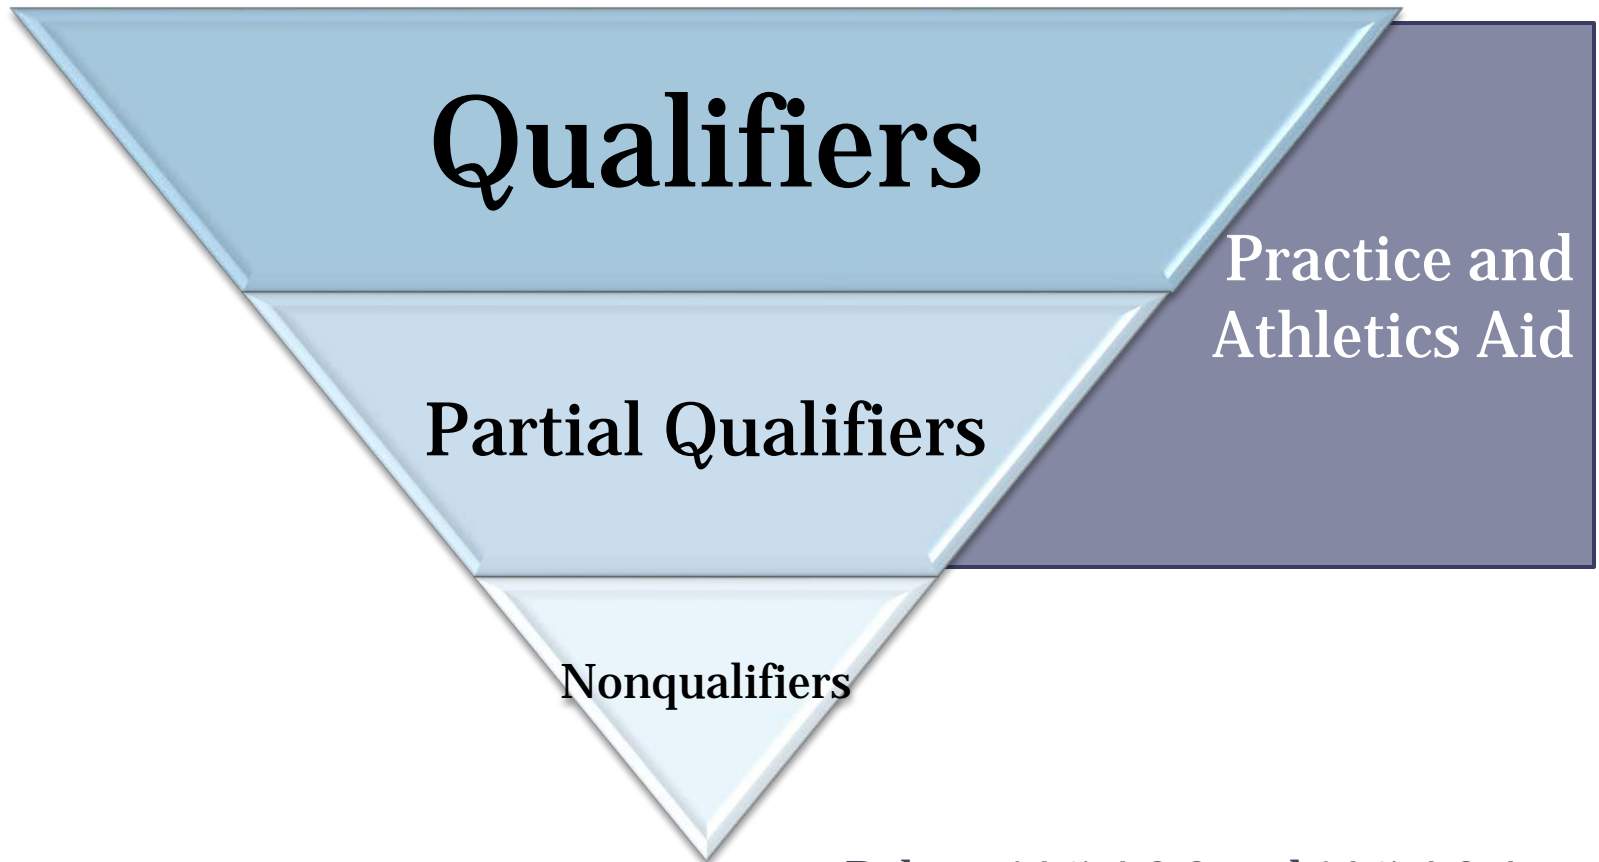 Qualifiers
Practice and
Athletics Aid
Partial Qualifiers
Nonqualifiers